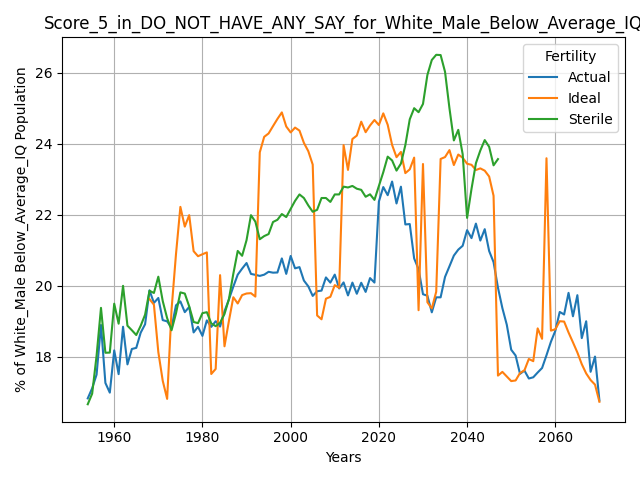 Score_5_in_DO_NOT_HAVE_ANY_SAY_for_White_Male_Below_Average_IQ
Fertility
Actual
Ideal
Sterile
% of White_Male Below_Average_IQ Population
26
24
22
20
18
1960
1980
2000
2020
2040
2060
Years